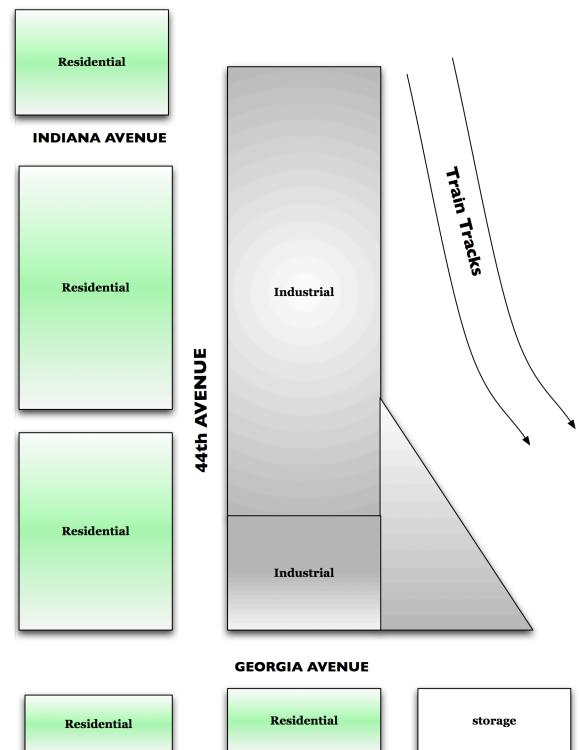 Residential
INDIANA AVENUE
Train Tracks
Residential
Industrial
44th AVENUE
Residential
Industrial
GEORGIA AVENUE
Residential
Residential
storage